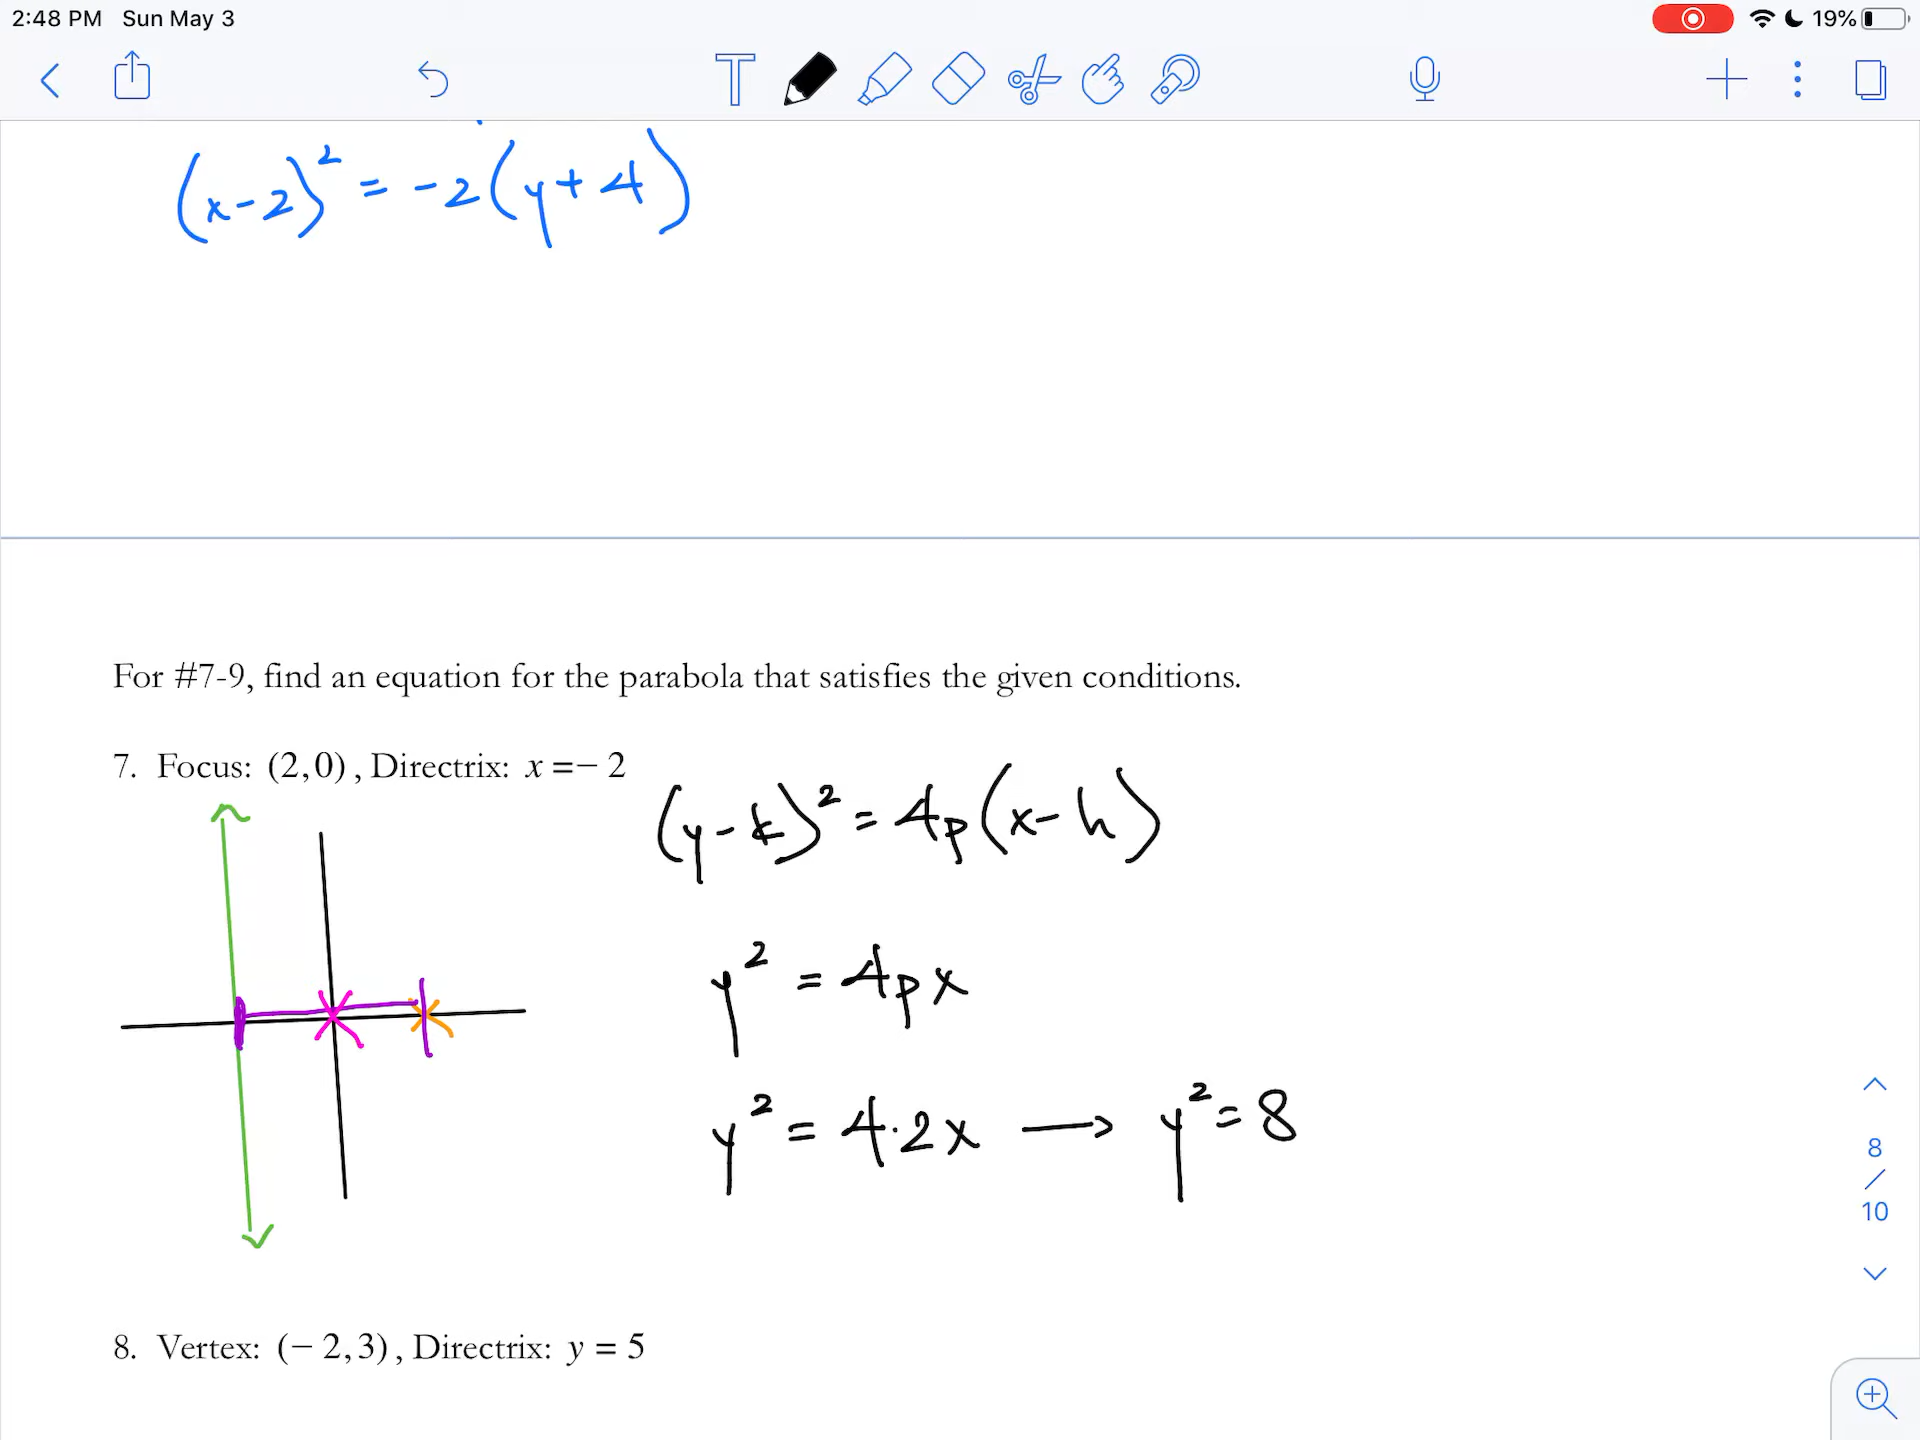 2:48 PM Sun May 3 19%
T
(x-2)² = -2(y+4)
For #7-9, find an equation for the parabola that satisfies the given conditions.
7. Focus: (2,0), Directrix: x =− 2
(y-k)² = 4p(x-h)
y² = 4px
y² = 4·2x → y² = 8
8
/
10
8. Vertex: (− 2,3), Directrix: y = 5